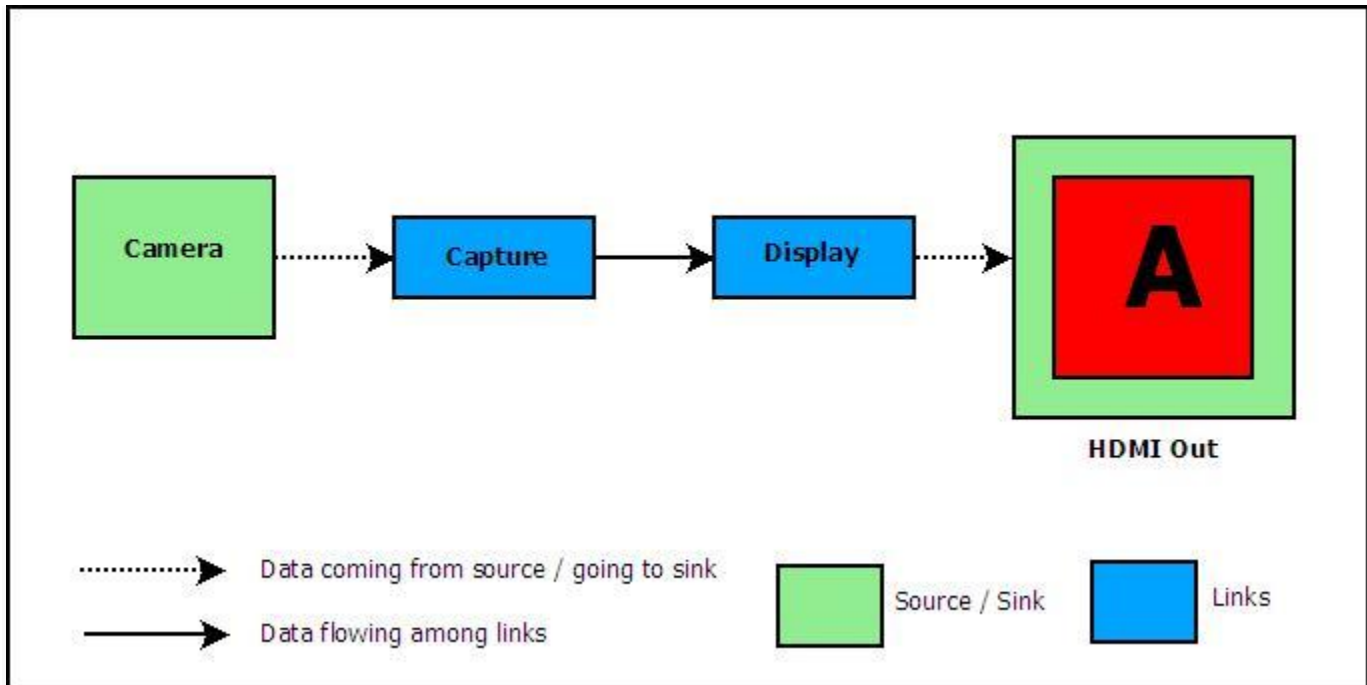 Camera
Capture
Display
A
HDMI Out
Data coming from source / going to sink
Data flowing among links
Source / Sink
Links